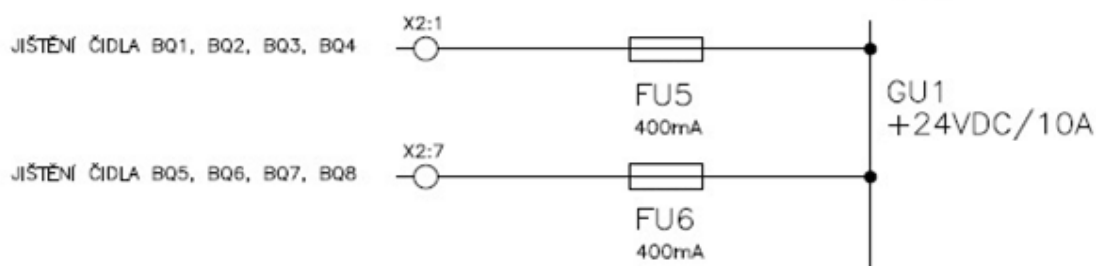 X2:1
JIŠTĚNÍ ČIDLA BQ1, BQ2, BQ3, BQ4
FU5
400mA
GU1
+24VDC/10A
X2:7
JIŠTĚNÍ ČIDLA BQ5, BQ6, BQ7, BQ8
FU6
400mA